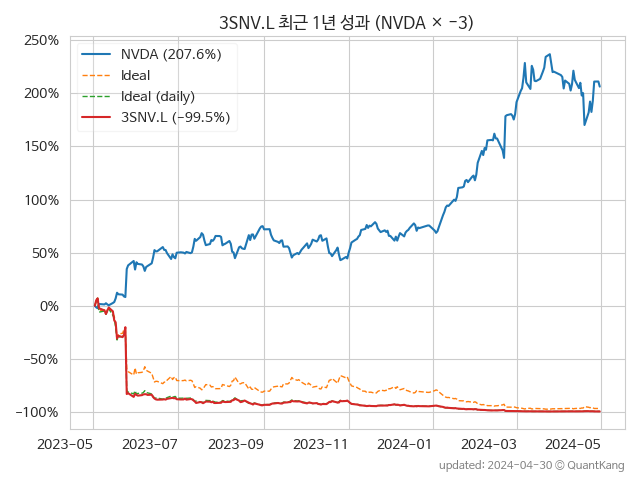 3SNV.L 최근 1년 성과 (NVDA × −3)
NVDA (207.6%)
Ideal
Ideal (daily)
3SNV.L (−99.5%)
250%
200%
150%
100%
50%
0%
−50%
−100%
2023-05 2023-07 2023-09 2023-11 2024-01 2024-03 2024-05
updated: 2024-04-30 © QuantKang